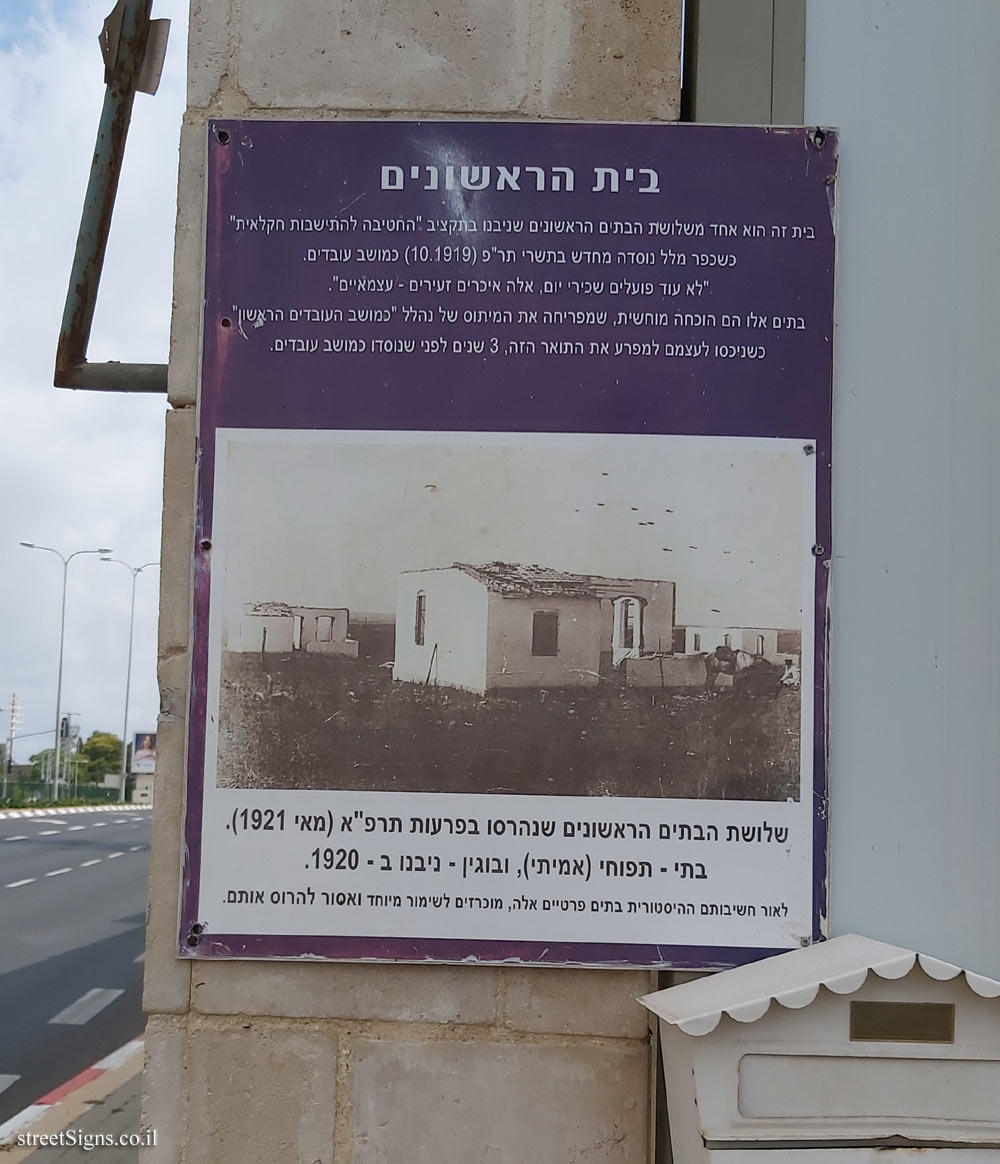 בית הראשונים
בית זה הוא אחד משלושת הבתים הראשונים שניבנו בתקציב "החטיבה להתישבות חקלאית"
כשכפר מלל נוסדה מחדש בתשרי תר"פ (10.1919) כמושב עובדים.
"לא עוד פועלים שכירי יום, אלה איכרים זעירים - עצמאיים".
בתים אלו הם הוכחה מוחשית, שמפריחה את המיתוס של נהלל "כמושב העובדים הראשון"
כשניכסו לעצמם למפרע את התואר הזה, 3 שנים לפני שנוסדו כמושב עובדים.
שלושת הבתים הראשונים שנהרסו בפרעות תרפ"א (מאי 1921).
בתי - תפוחי (אמיתי), ובוגין - ניבנו ב - 1920.
לאור חשיבותם ההיסטורית בתים פרטיים אלה, מוכרזים לשימור מיוחד ואסור להרוס אותם.
streetSigns.co.il